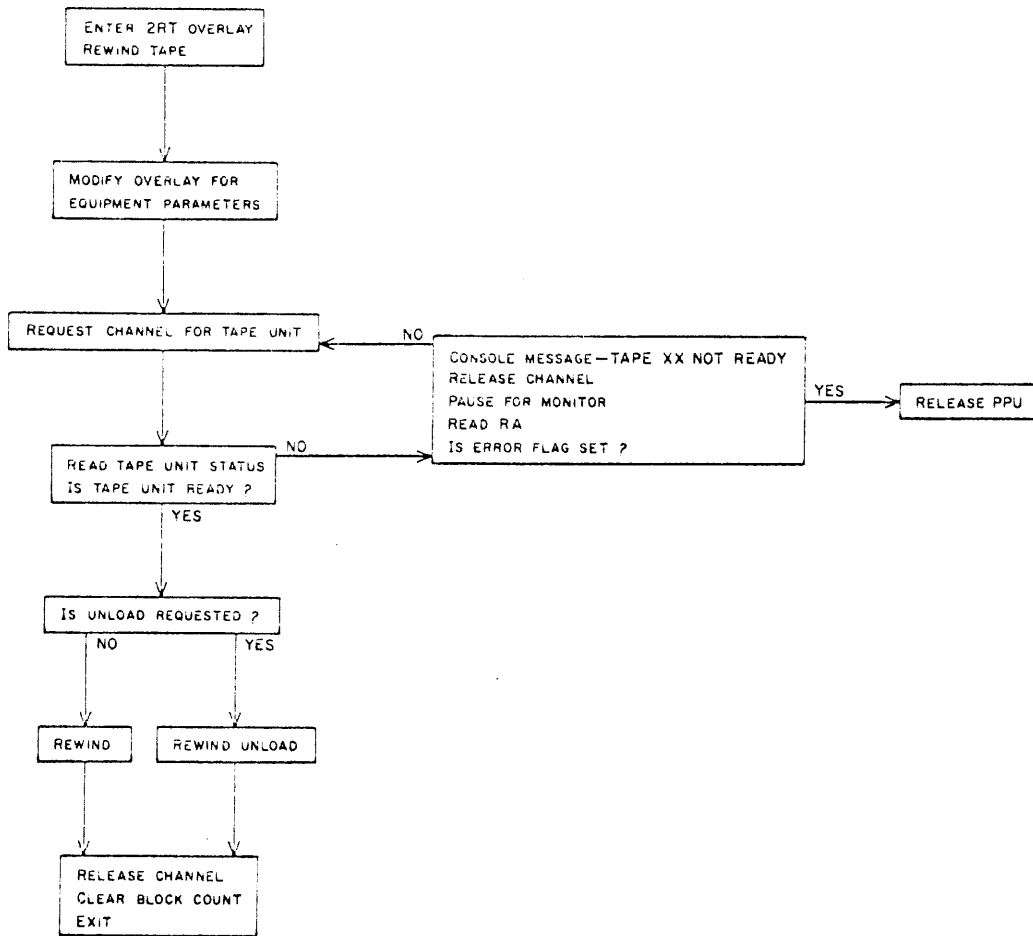 ENTER 2RT OVERLAY
REWIND TAPE
MODIFY OVERLAY FOR
EQUIPMENT PARAMETERS
REQUEST CHANNEL FOR TAPE UNIT
NO
CONSOLE MESSAGE—TAPE XX NOT READY
RELEASE CHANNEL
PAUSE FOR MONITOR
READ RA
IS ERROR FLAG SET ?
YES
RELEASE PPU
READ TAPE UNIT STATUS
IS TAPE UNIT READY ?
NO
YES
IS UNLOAD REQUESTED ?
NO
YES
REWIND
REWIND UNLOAD
RELEASE CHANNEL
CLEAR BLOCK COUNT
EXIT